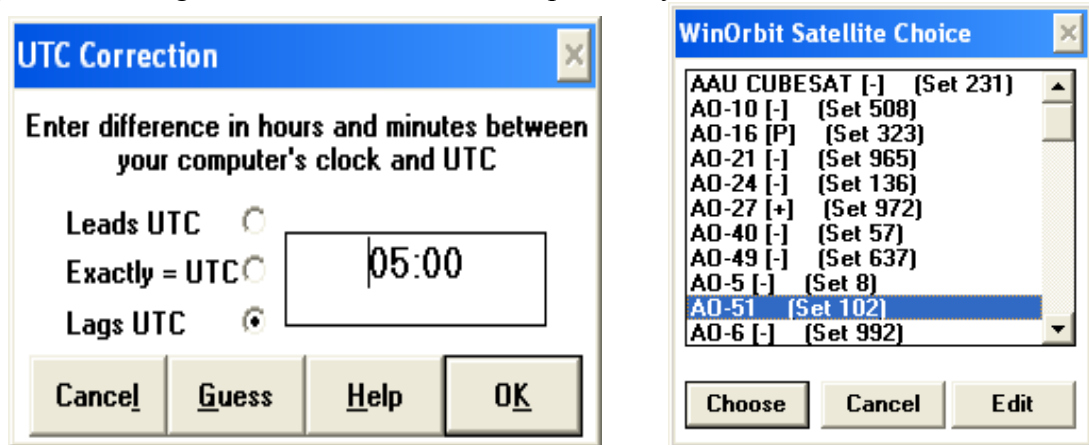 UTC Correction
Enter difference in hours and minutes between
your computer's clock and UTC
Leads UTC
Exactly = UTC
05:00
Lags UTC
Cancel
Guess
Help
OK
WinOrbit Satellite Choice
AAU CUBESAT [-] (Set 231)
AO-10 [-] (Set 508)
AO-16 [P] (Set 323)
AO-21 [-] (Set 965)
AO-24 [-] (Set 136)
AO-27 [+] (Set 972)
AO-40 [-] (Set 57)
AO-49 [-] (Set 637)
AO-5 [-] (Set 8)
AO-51 (Set 102)
AO-6 [-] (Set 992)
Choose
Cancel
Edit